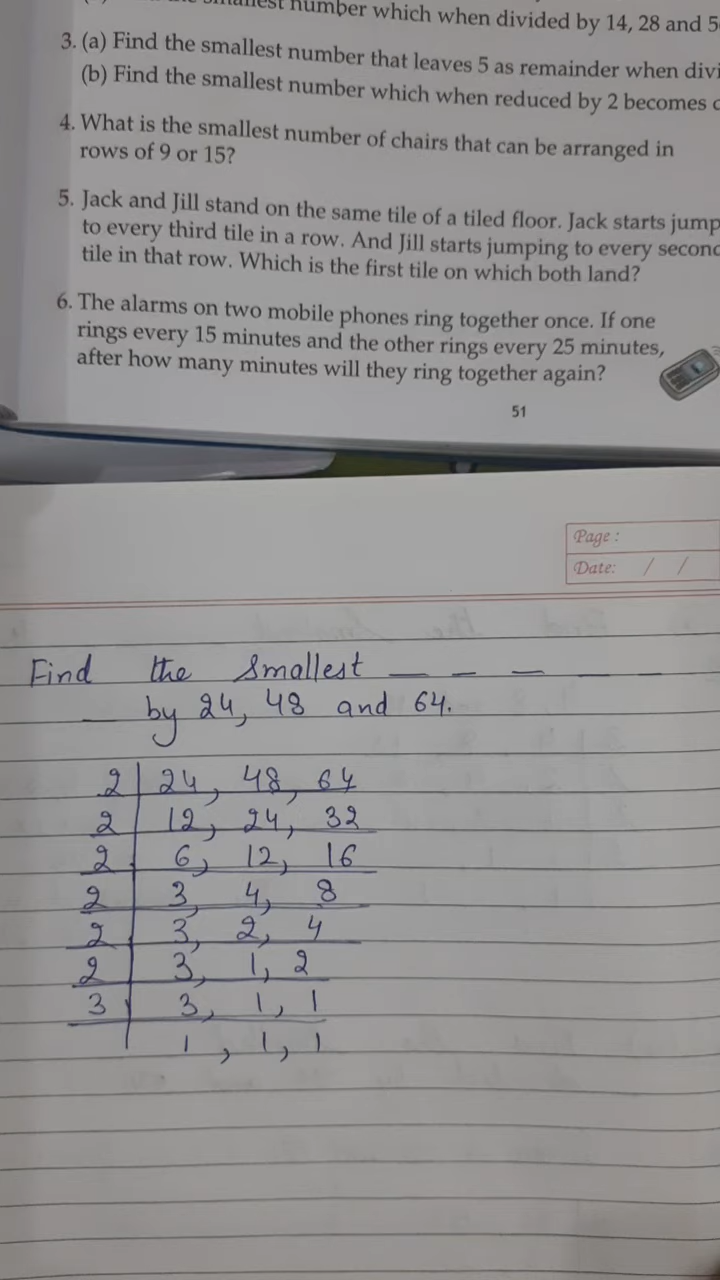 number which when divided by 14, 28 and 5
3. (a) Find the smallest number that leaves 5 as remainder when divi
(b) Find the smallest number which when reduced by 2 becomes
4. What is the smallest number of chairs that can be arranged in
rows of 9 or 15?
5. Jack and Jill stand on the same tile of a tiled floor. Jack starts jump
to every third tile in a row. And Jill starts jumping to every second
tile in that row. Which is the first tile on which both land?
6. The alarms on two mobile phones ring together once. If one
rings every 15 minutes and the other rings every 25 minutes,
after how many minutes will they ring together again?
51
Page :
Date: / /
Find the smallest — — — — —
— by 24, 48 and 64.
2 | 24, 48, 64
2 | 12, 24, 32
2 | 6, 12, 16
2 | 3, 4, 8
2 | 3, 2, 4
2 | 3, 1, 2
3 | 3, 1, 1
| 1, 1, 1